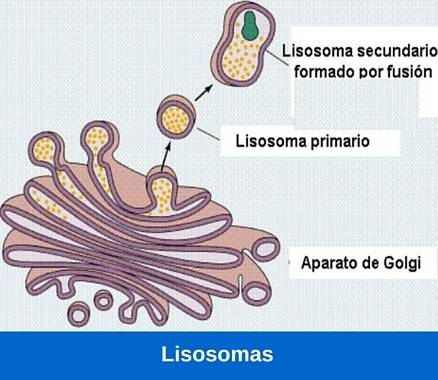 Lisosoma secundario
formado por fusión
Lisosoma primario
Aparato de Golgi
Lisosomas